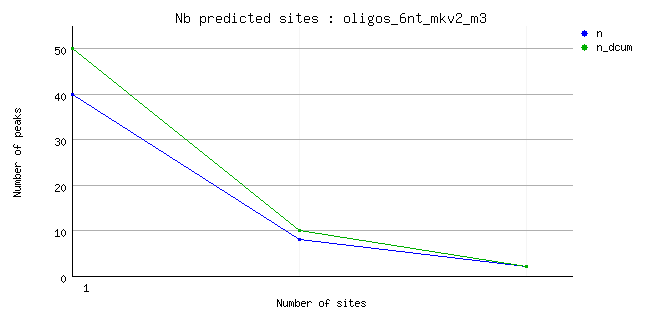 Nb predicted sites : oligos_6nt_mkv2_m3
n
n_dcum
50
40
30
20
10
0
Number of peaks
1
Number of sites